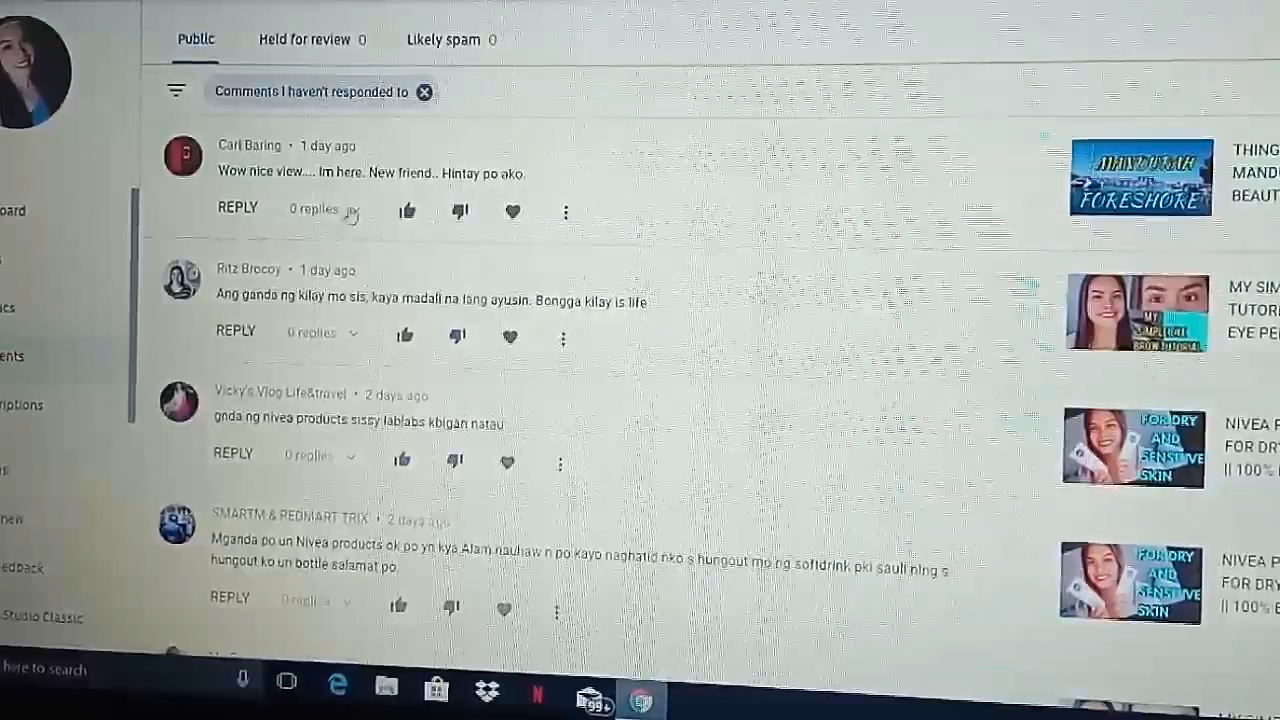 Public Held for review 0 Likely spam 0
Comments I haven't responded to
Carl Baring • 1 day ago
Wow nice view.... Im here. New friend.. Hintay po ako.
REPLY 0 replies
MANDURAH
FORESHORE
THING
MANDU
BEAUT
oard
Ritz Brocoy • 1 day ago
Ang ganda ng kilay mo sis, kaya madali na lang ayusin. Bongga kilay is life
REPLY 0 replies
MY
BROW TUTORIAL
MY SIM
TUTORI
EYE PE
ics
ents
Vicky's Vlog Life&travel • 2 days ago
gnda ng nivea products sissy lablabs kbigan natau
REPLY 0 replies
FOR DRY
AND
SENSITIVE
SKIN
NIVEA P
FOR DR
|| 100%
riptions
SMARTM & REDMART TRIX • 2 days ago
Mganda po un Nivea products ok po yn kya Alam nauhaw n po kayo naghatid nko s hungout mo ng softdrink pki sauli ning s
hungout ko un bottle salamat po.
REPLY 0 replies
FOR DRY
AND
SENSITIVE
SKIN
NIVEA P
FOR DRY
|| 100% E
new
edback
Studio Classic
here to search
99+